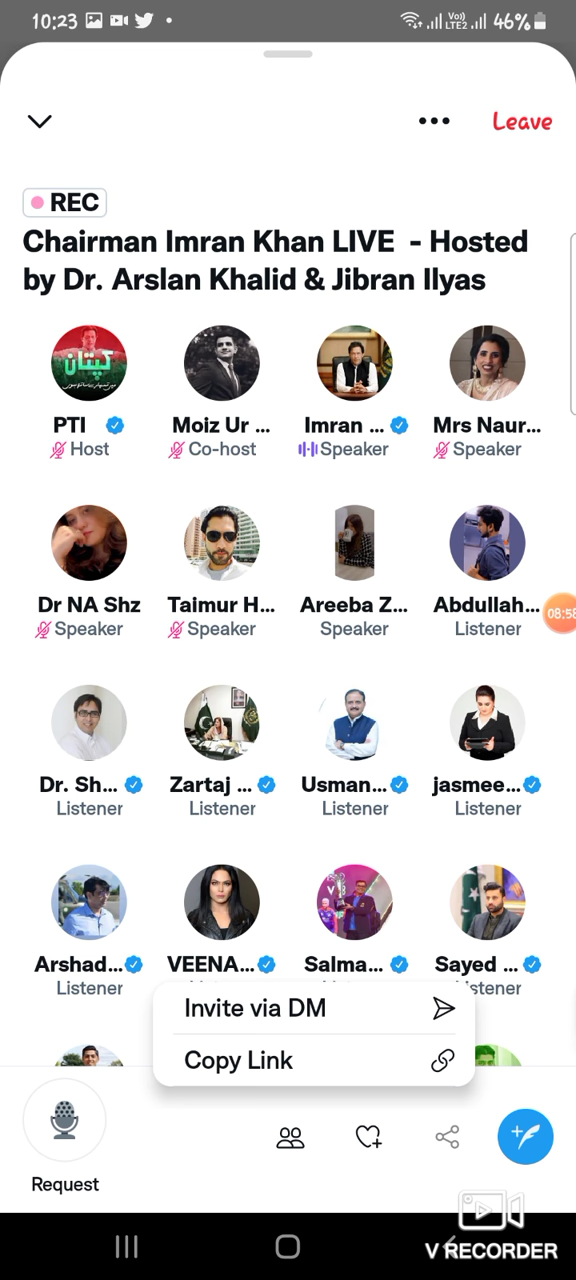 10:23
Vo))
LTE2
46%
Leave
REC
Chairman Imran Khan LIVE - Hosted
by Dr. Arslan Khalid & Jibran Ilyas
کپتان
PTI
Moiz Ur ...
Imran ...
Mrs Naur...
Host
Co-host
Speaker
Speaker
Dr NA Shz
Taimur H...
Areeba Z...
Abdullah...
Speaker
Speaker
Speaker
Listener
08:58
Dr. Sh...
Zartaj ...
Usman...
jasmee...
Listener
Listener
Listener
Listener
Arshad...
VEENA...
Salma...
Sayed ...
Listener
Invite via DM
Copy Link
Request
V RECORDER